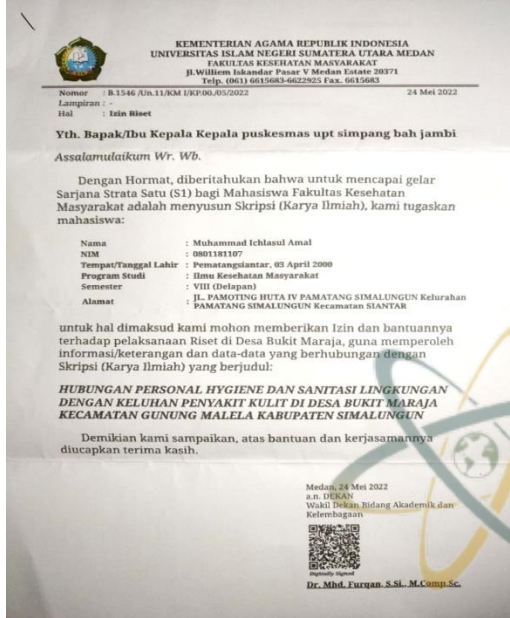 KEMENTERIAN AGAMA REPUBLIK INDONESIA
UNIVERSITAS ISLAM NEGERI SUMATERA UTARA MEDAN
FAKULTAS KESEHATAN MASYARAKAT
Jl.Williem Iskandar Pasar V Medan Estate 20371
Telp. (061) 6615683-6622925 Fax. 6615683
Nomor : B.1546 /Un.11/KM I/KP.00./05/2022 24 Mei 2022
Lampiran : -
Hal : Izin Riset
Yth. Bapak/Ibu Kepala Kepala puskesmas upt simpang bah jambi
Assalamulaikum Wr. Wb.
Dengan Hormat, diberitahukan bahwa untuk mencapai gelar
Sarjana Strata Satu (S1) bagi Mahasiswa Fakultas Kesehatan
Masyarakat adalah menyusun Skripsi (Karya Ilmiah), kami tugaskan
mahasiswa:
Nama : Muhammad Ichlasul Amal
NIM : 0801181107
Tempat/Tanggal Lahir : Pematangsiantar, 03 April 2000
Program Studi : Ilmu Kesehatan Masyarakat
Semester : VIII (Delapan)
Alamat : JL. PAMOTING HUTA IV PAMATANG SIMALUNGUN Kelurahan
PAMATANG SIMALUNGUN Kecamatan SIANTAR
untuk hal dimaksud kami mohon memberikan Izin dan bantuannya
terhadap pelaksanaan Riset di Desa Bukit Maraja, guna memperoleh
informasi/keterangan dan data-data yang berhubungan dengan
Skripsi (Karya Ilmiah) yang berjudul:
HUBUNGAN PERSONAL HYGIENE DAN SANITASI LINGKUNGAN
DENGAN KELUHAN PENYAKIT KULIT DI DESA BUKIT MARAJA
KECAMATAN GUNUNG MALELA KABUPATEN SIMALUNGUN
Demikian kami sampaikan, atas bantuan dan kerjasamannya
diucapkan terima kasih.
Medan, 24 Mei 2022
a.n. DEKAN
Wakil Dekan Bidang Akademik dan
Kelembagaan
Digitally Signed
Dr. Mhd. Furqan, S.Si., M.Comp.Sc.